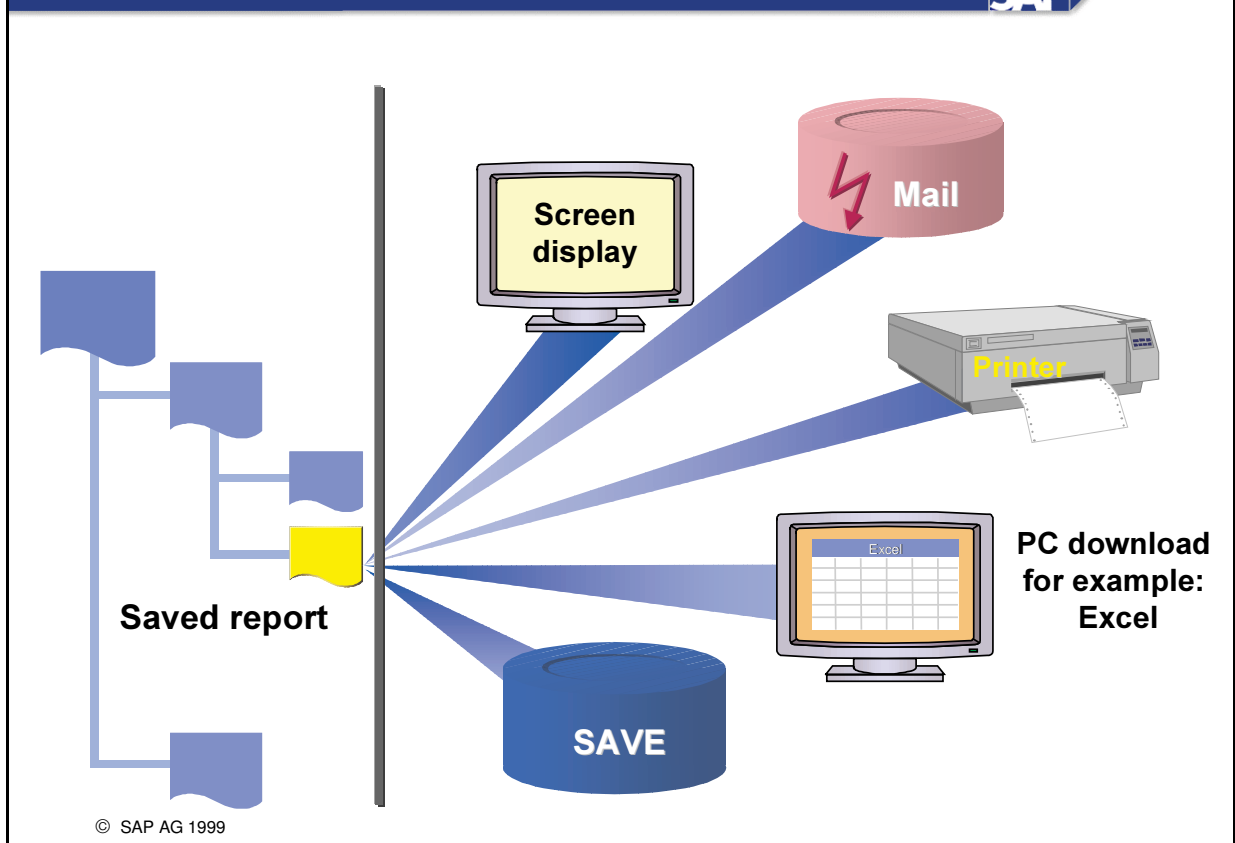 Screen
display
Mail
Printer
Excel
PC download
for example:
Excel
Saved report
SAVE
© SAP AG 1999